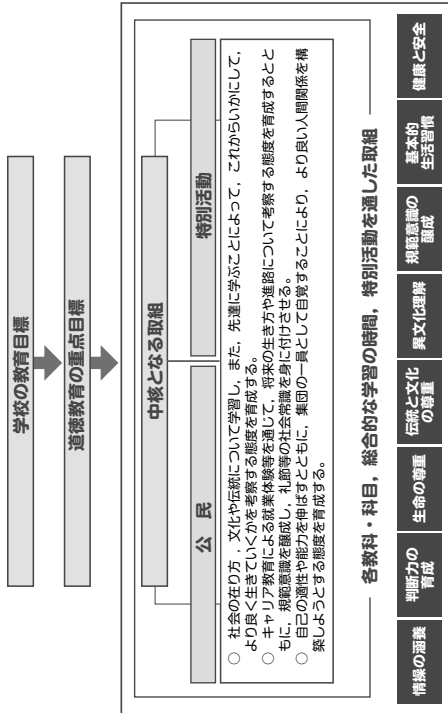 学校の教育目標
道徳教育の重点目標
中核となる取組
公　民
特別活動
○　社会の在り方，文化や伝統について学習し，また，先達に学ぶことによって，これからいかにして，
より良く生きていくかを考察する態度を育成する。
○　キャリア教育による就業体験等を通じて，将来の生き方や進路について考察する態度を育成するとと
もに，規範意識を醸成し，礼節等の社会常識を身に付けさせる。
○　自己の適性や能力を伸ばすとともに，集団の一員として自覚することにより，より良い人間関係を構
築しようとする態度を育成する。
各教科・科目，総合的な学習の時間，特別活動を通した取組
情操の涵養
判断力の
育成
生命の尊重
伝統と文化
の尊重
異文化理解
規範意識の
醸成
基本的
生活習慣
健康と安全